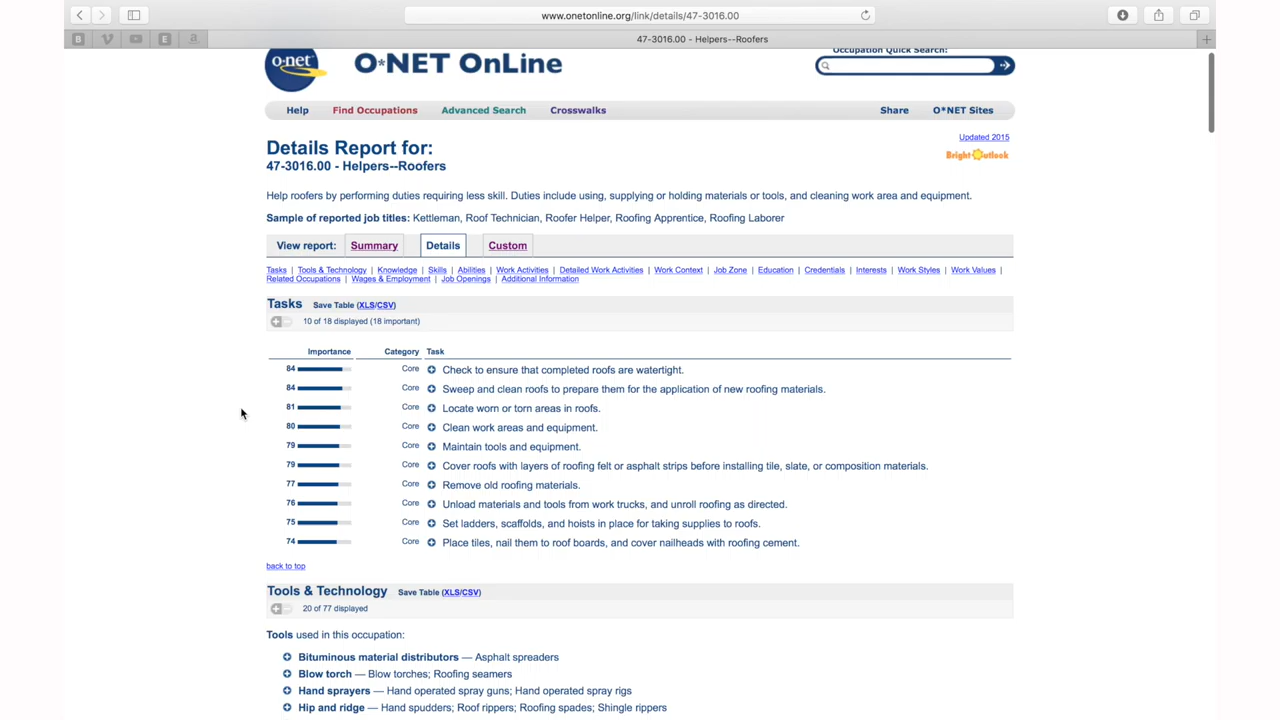 www.onetonline.org/link/details/47-3016.00
47-3016.00 - Helpers--Roofers
B
E
a
o·net
O*NET OnLine
Occupation Quick Search:
Help Find Occupations Advanced Search Crosswalks Share O*NET Sites
Updated 2015
Details Report for:
47-3016.00 - Helpers--Roofers
Bright Outlook
Help roofers by performing duties requiring less skill. Duties include using, supplying or holding materials or tools, and cleaning work area and equipment.
Sample of reported job titles: Kettleman, Roof Technician, Roofer Helper, Roofing Apprentice, Roofing Laborer
View report: Summary Details Custom
Tasks | Tools & Technology | Knowledge | Skills | Abilities | Work Activities | Detailed Work Activities | Work Context | Job Zone | Education | Credentials | Interests | Work Styles | Work Values |
Related Occupations | Wages & Employment | Job Openings | Additional Information
Tasks Save Table (XLS/CSV)
10 of 18 displayed (18 important)
Importance Category Task
84 Core Check to ensure that completed roofs are watertight.
84 Core Sweep and clean roofs to prepare them for the application of new roofing materials.
81 Core Locate worn or torn areas in roofs.
80 Core Clean work areas and equipment.
79 Core Maintain tools and equipment.
79 Core Cover roofs with layers of roofing felt or asphalt strips before installing tile, slate, or composition materials.
77 Core Remove old roofing materials.
76 Core Unload materials and tools from work trucks, and unroll roofing as directed.
75 Core Set ladders, scaffolds, and hoists in place for taking supplies to roofs.
74 Core Place tiles, nail them to roof boards, and cover nailheads with roofing cement.
back to top
Tools & Technology Save Table (XLS/CSV)
20 of 77 displayed
Tools used in this occupation:
Bituminous material distributors — Asphalt spreaders
Blow torch — Blow torches; Roofing seamers
Hand sprayers — Hand operated spray guns; Hand operated spray rigs
Hip and ridge — Hand spudders; Roof rippers; Roofing spades; Shingle rippers